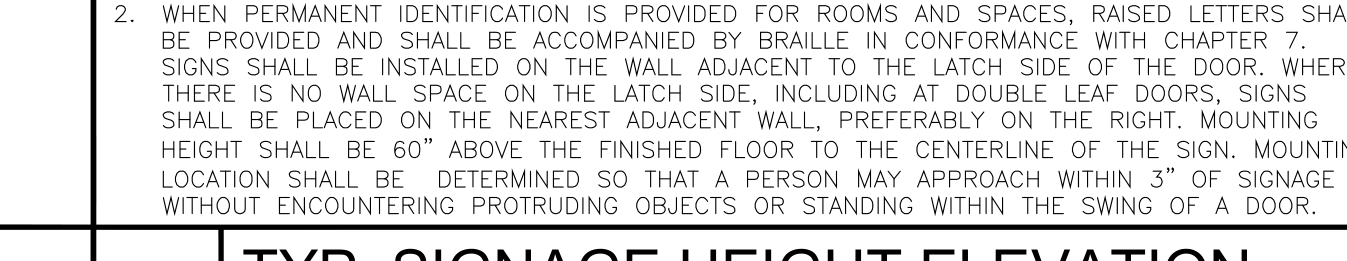 2. WHEN PERMANENT IDENTIFICATION IS PROVIDED FOR ROOMS AND SPACES, RAISED LETTERS SHA
BE PROVIDED AND SHALL BE ACCOMPANIED BY BRAILLE IN CONFORMANCE WITH CHAPTER 7.
SIGNS SHALL BE INSTALLED ON THE WALL ADJACENT TO THE LATCH SIDE OF THE DOOR. WHER
THERE IS NO WALL SPACE ON THE LATCH SIDE, INCLUDING AT DOUBLE LEAF DOORS, SIGNS
SHALL BE PLACED ON THE NEAREST ADJACENT WALL, PREFERABLY ON THE RIGHT. MOUNTING
HEIGHT SHALL BE 60” ABOVE THE FINISHED FLOOR TO THE CENTERLINE OF THE SIGN. MOUNTIN
LOCATION SHALL BE DETERMINED SO THAT A PERSON MAY APPROACH WITHIN 3” OF SIGNAGE
WITHOUT ENCOUNTERING PROTRUDING OBJECTS OR STANDING WITHIN THE SWING OF A DOOR.
TYP. SIGNAGE HEIGHT ELEVATION